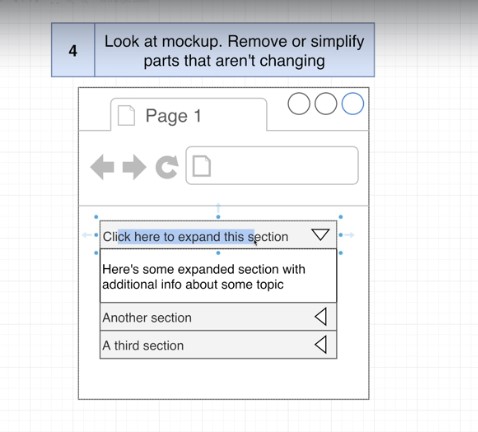 4
Look at mockup. Remove or simplify
parts that aren't changing
Page 1
Click here to expand this section
Here's some expanded section with
additional info about some topic
Another section
A third section